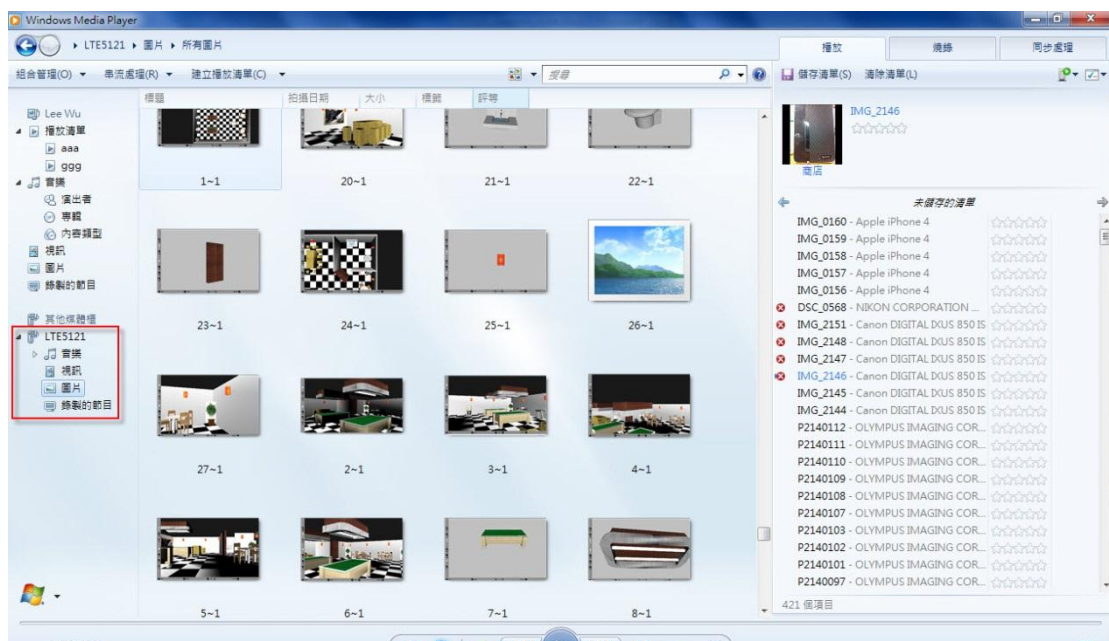 Windows Media Player
LTE5121 ▸ 圖片 ▸ 所有圖片
播放 燒錄 同步處理
組合管理(O) 串流處理(R) 建立播放清單(C) 搜尋
儲存清單(S) 清除清單(L)
標題 拍攝日期 大小 標籤 評等
Lee Wu
播放清單
aaa
ggg
音樂
演出者
專輯
內容類型
視訊
圖片
錄製的節目
其他媒體櫃
LTE5121
音樂
視訊
圖片
錄製的節目
1~1 20~1 21~1 22~1
23~1 24~1 25~1 26~1
27~1 2~1 3~1 4~1
5~1 6~1 7~1 8~1
IMG_2146
商店
未儲存的清單
IMG_0160 - Apple iPhone 4
IMG_0159 - Apple iPhone 4
IMG_0158 - Apple iPhone 4
IMG_0157 - Apple iPhone 4
IMG_0156 - Apple iPhone 4
DSC_0568 - NIKON CORPORATION ...
IMG_2151 - Canon DIGITAL IXUS 850 IS
IMG_2148 - Canon DIGITAL IXUS 850 IS
IMG_2147 - Canon DIGITAL IXUS 850 IS
IMG_2146 - Canon DIGITAL IXUS 850 IS
IMG_2145 - Canon DIGITAL IXUS 850 IS
IMG_2144 - Canon DIGITAL IXUS 850 IS
P2140112 - OLYMPUS IMAGING COR...
P2140111 - OLYMPUS IMAGING COR...
P2140110 - OLYMPUS IMAGING COR...
P2140109 - OLYMPUS IMAGING COR...
P2140108 - OLYMPUS IMAGING COR...
P2140107 - OLYMPUS IMAGING COR...
P2140103 - OLYMPUS IMAGING COR...
P2140102 - OLYMPUS IMAGING COR...
P2140101 - OLYMPUS IMAGING COR...
P2140097 - OLYMPUS IMAGING COR...
421 個項目